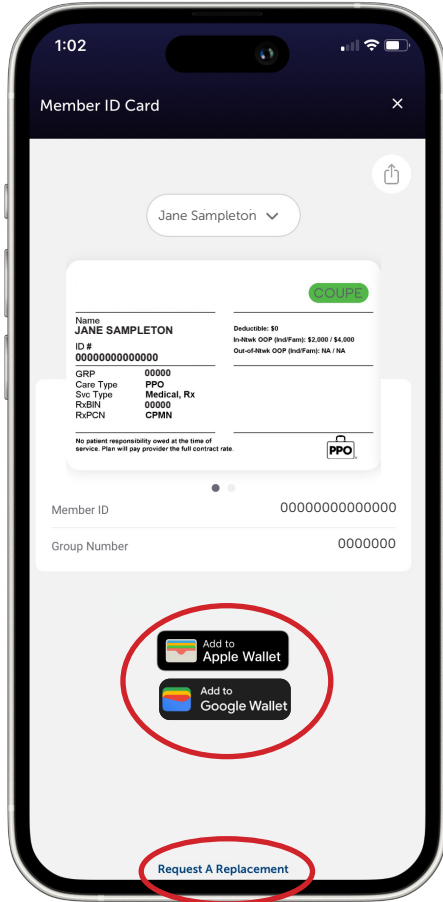 1:02
Member ID Card
Jane Sampleton
COUPE
Name
JANE SAMPLETON
ID #
00000000000000
Deductible: $0
In-Ntwk OOP (Ind/Fam): $2,000 / $4,000
Out-of-Ntwk OOP (Ind/Fam): NA / NA
GRP 00000
Care Type PPO
Svc Type Medical, Rx
RxBIN 00000
RxPCN CPMN
No patient responsibility owed at the time of
service. Plan will pay provider the full contract rate.
PPO
Member ID 00000000000000
Group Number 0000000
Add to
Apple Wallet
Add to
Google Wallet
Request A Replacement